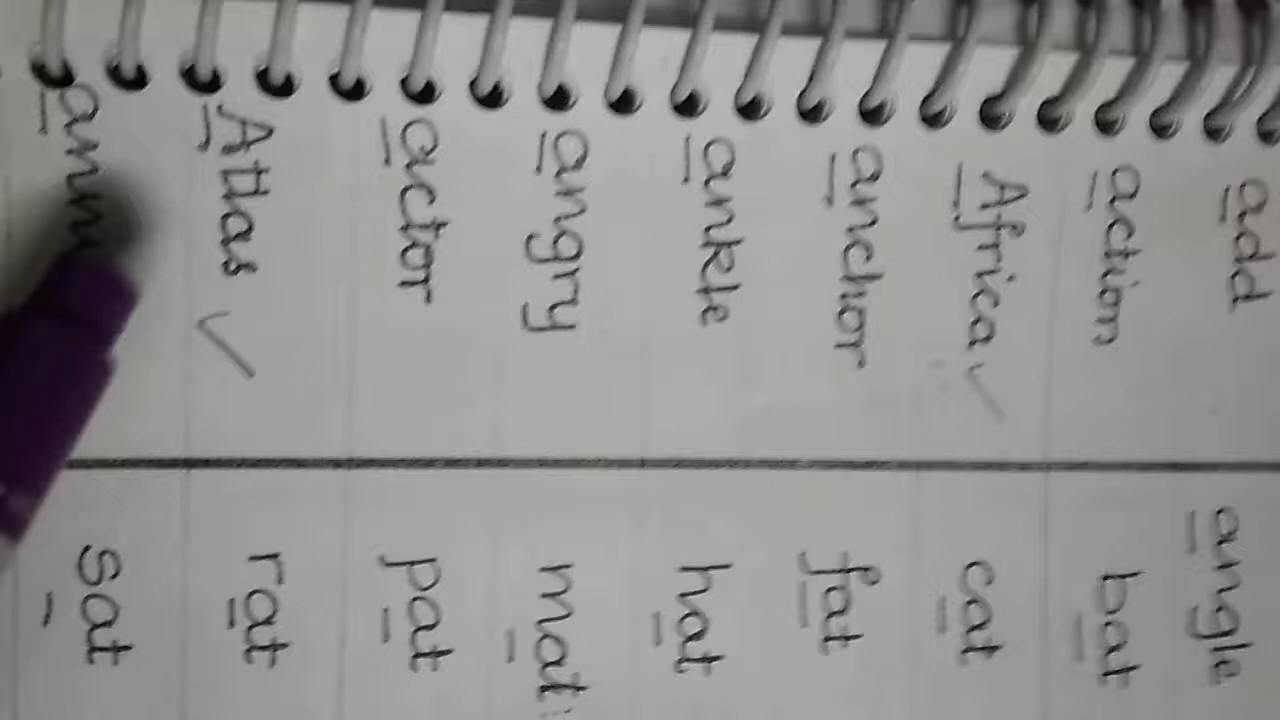 add angle
action bat
Africa ✓ cat
anchor fat
ankle hat
angry mat
actor pat
Atlas ✓ rat
sat